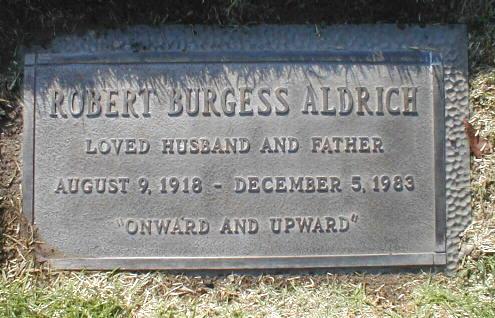 ROBERT BURGESS ALDRICH
LOVED HUSBAND AND FATHER
AUGUST 9, 1918 - DECEMBER 5, 1983
"ONWARD AND UPWARD"